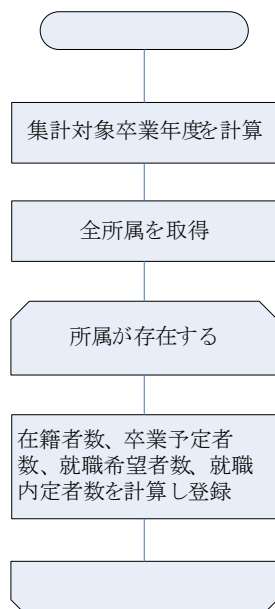 集計対象卒業年度を計算
全所属を取得
所属が存在する
在籍者数、卒業予定者
数、就職希望者数、就職
内定者数を計算し登録